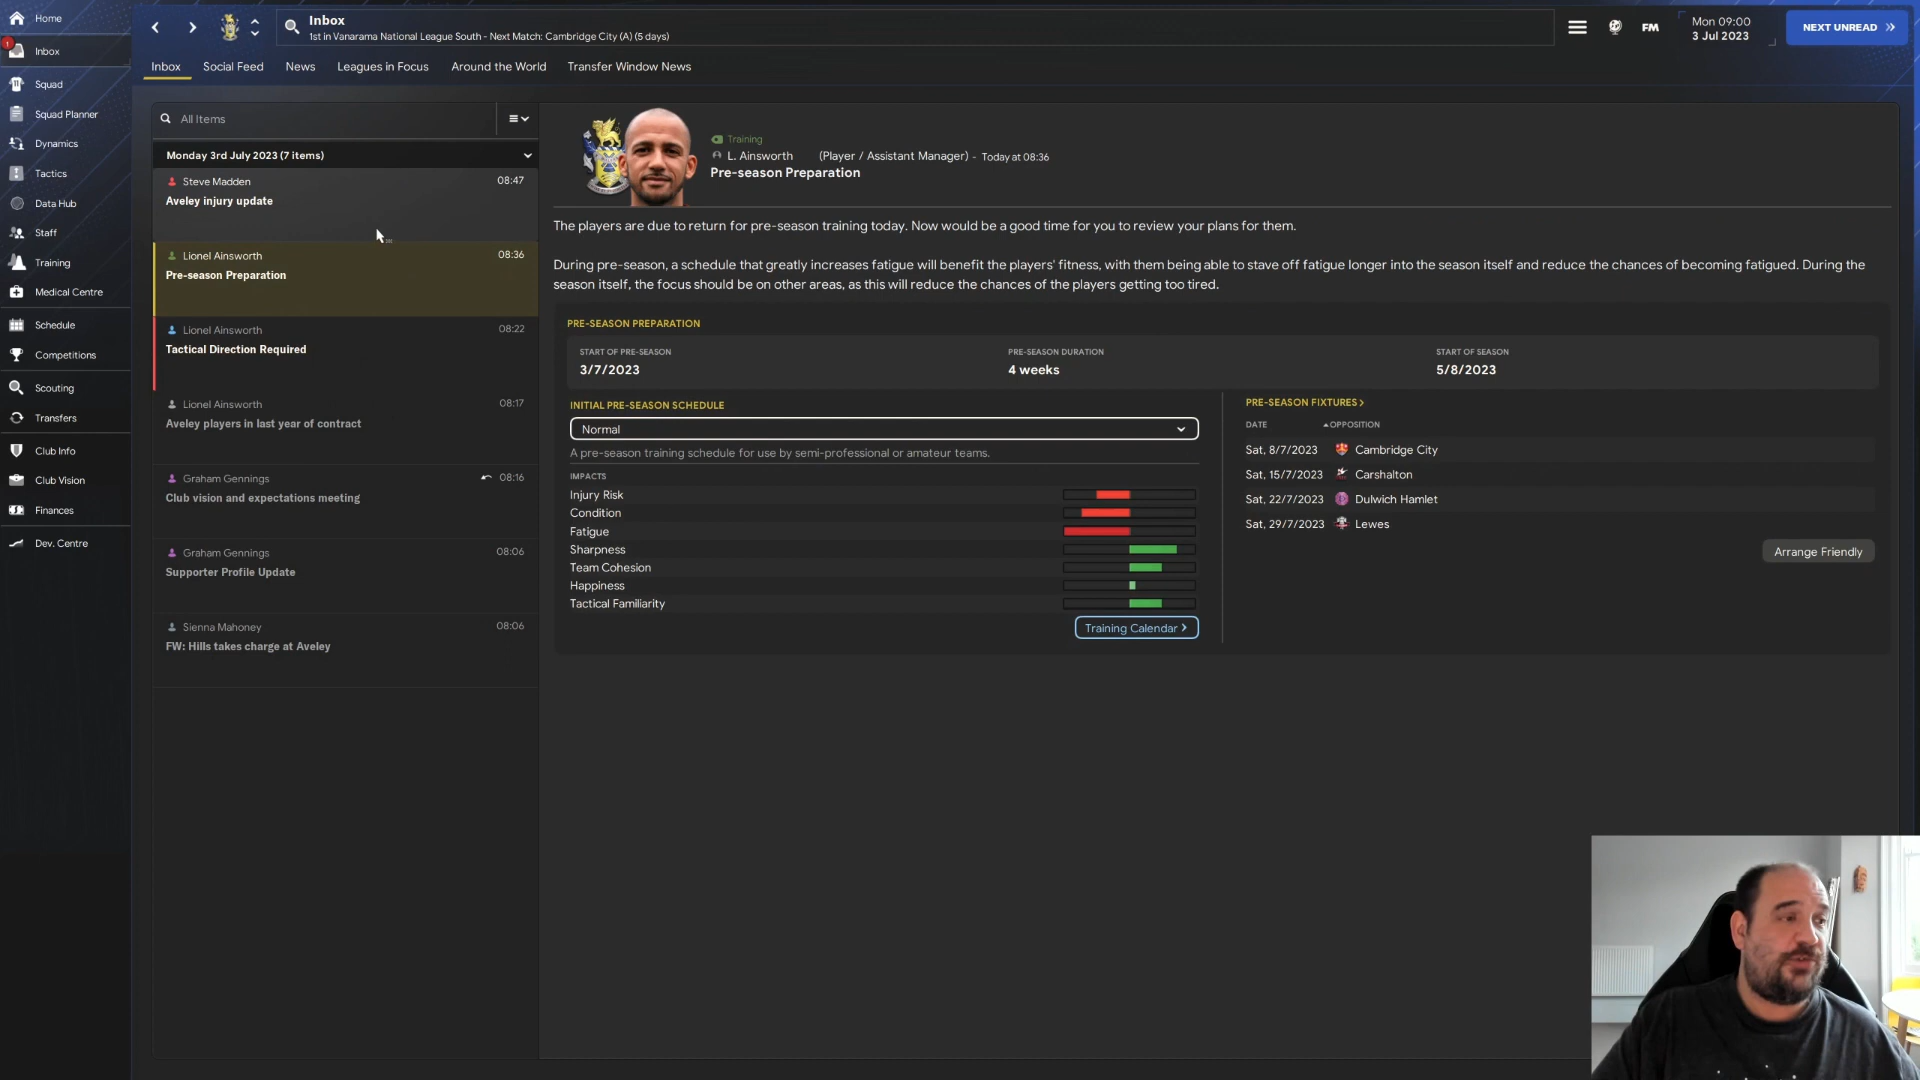 Home
Inbox
1st in Vanarama National League South - Next Match: Cambridge City (A) (5 days)
FM
Mon 09:00
3 Jul 2023
NEXT UNREAD
1
Inbox
Squad
Squad Planner
Dynamics
Tactics
Data Hub
Staff
Training
Medical Centre
Schedule
Competitions
Scouting
Transfers
Club Info
Club Vision
Finances
Dev. Centre
Inbox
Social Feed
News
Leagues in Focus
Around the World
Transfer Window News
All Items
Monday 3rd July 2023 (7 items)
Steve Madden 08:47
Aveley injury update
Lionel Ainsworth 08:36
Pre-season Preparation
Lionel Ainsworth 08:22
Tactical Direction Required
Lionel Ainsworth 08:17
Aveley players in last year of contract
Graham Gennings 08:16
Club vision and expectations meeting
Graham Gennings 08:06
Supporter Profile Update
Sienna Mahoney 08:06
FW: Hills takes charge at Aveley
Training
L. Ainsworth (Player / Assistant Manager) - Today at 08:36
Pre-season Preparation
The players are due to return for pre-season training today. Now would be a good time for you to review your plans for them.
During pre-season, a schedule that greatly increases fatigue will benefit the players' fitness, with them being able to stave off fatigue longer into the season itself and reduce the chances of becoming fatigued. During the
season itself, the focus should be on other areas, as this will reduce the chances of the players getting too tired.
PRE-SEASON PREPARATION
START OF PRE-SEASON
3/7/2023
PRE-SEASON DURATION
4 weeks
START OF SEASON
5/8/2023
INITIAL PRE-SEASON SCHEDULE
Normal
A pre-season training schedule for use by semi-professional or amateur teams.
IMPACTS
Injury Risk
Condition
Fatigue
Sharpness
Team Cohesion
Happiness
Tactical Familiarity
Training Calendar
PRE-SEASON FIXTURES
DATE OPPOSITION
Sat, 8/7/2023 Cambridge City
Sat, 15/7/2023 Carshalton
Sat, 22/7/2023 Dulwich Hamlet
Sat, 29/7/2023 Lewes
Arrange Friendly